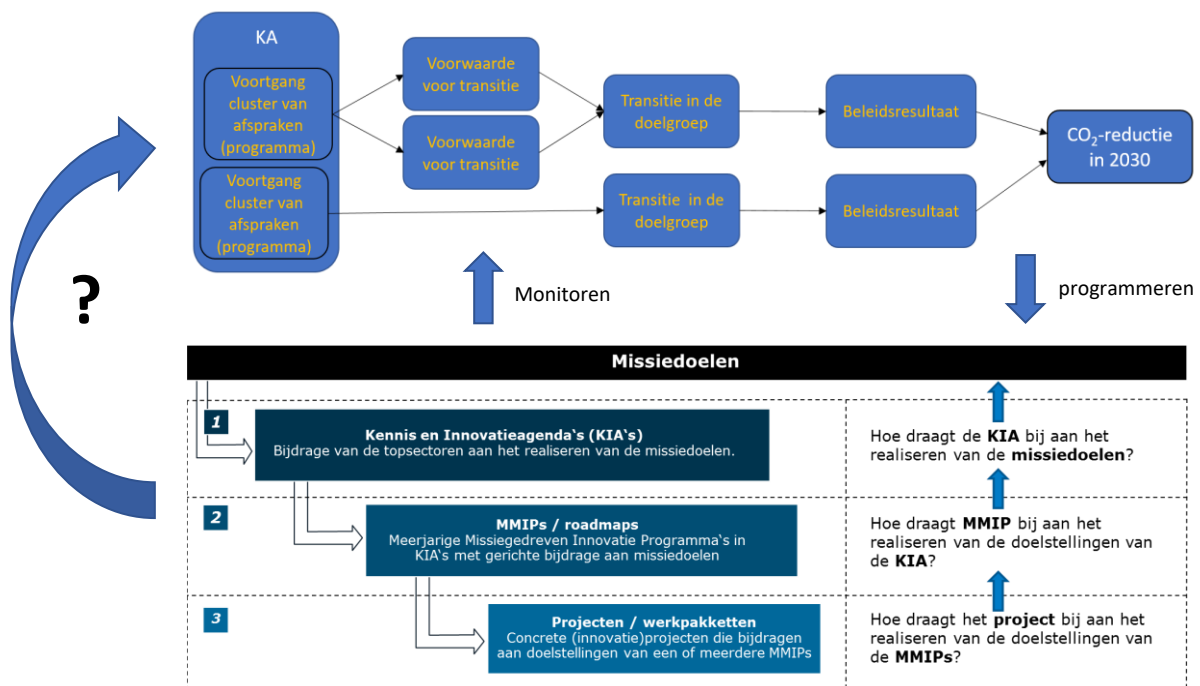 KA
Voortgang
cluster van
afspraken
(programma)
Voortgang
cluster van
afspraken
(programma)
Voorwaarde
voor transitie
Voorwaarde
voor transitie
Transitie in de
doelgroep
Transitie in de
doelgroep
Beleidsresultaat
Beleidsresultaat
CO₂-reductie
in 2030
?
Monitoren
programmeren
Missiedoelen
1
Kennis en Innovatieagenda's (KIA's)
Bijdrage van de topsectoren aan het realiseren van de missiedoelen.
Hoe draagt de KIA bij aan het
realiseren van de missiedoelen?
2
MMIPs / roadmaps
Meerjarige Missiegedreven Innovatie Programma's in
KIA's met gerichte bijdrage aan missiedoelen
Hoe draagt MMIP bij aan het
realiseren van de doelstellingen van
de KIA?
3
Projecten / werkpakketten
Concrete (innovatie)projecten die bijdragen
aan doelstellingen van een of meerdere MMIPs
Hoe draagt het project bij aan het
realiseren van de doelstellingen van
de MMIPs?